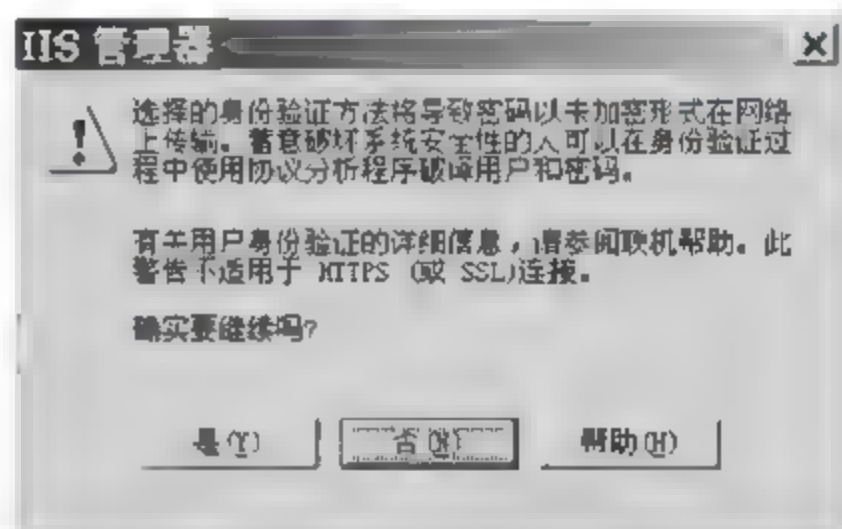 IIS 管理器
选择的身份验证方法将导致密码以未加密形式在网络
上传输。蓄意破坏系统安全性的人可以在身份验证过
程中使用协议分析程序破译用户和密码。
有关用户身份验证的详细信息，请参阅联机帮助。此
警告不适用于 HTTPS (或 SSL)连接。
确实要继续吗?
是(Y)
否(N)
帮助(H)